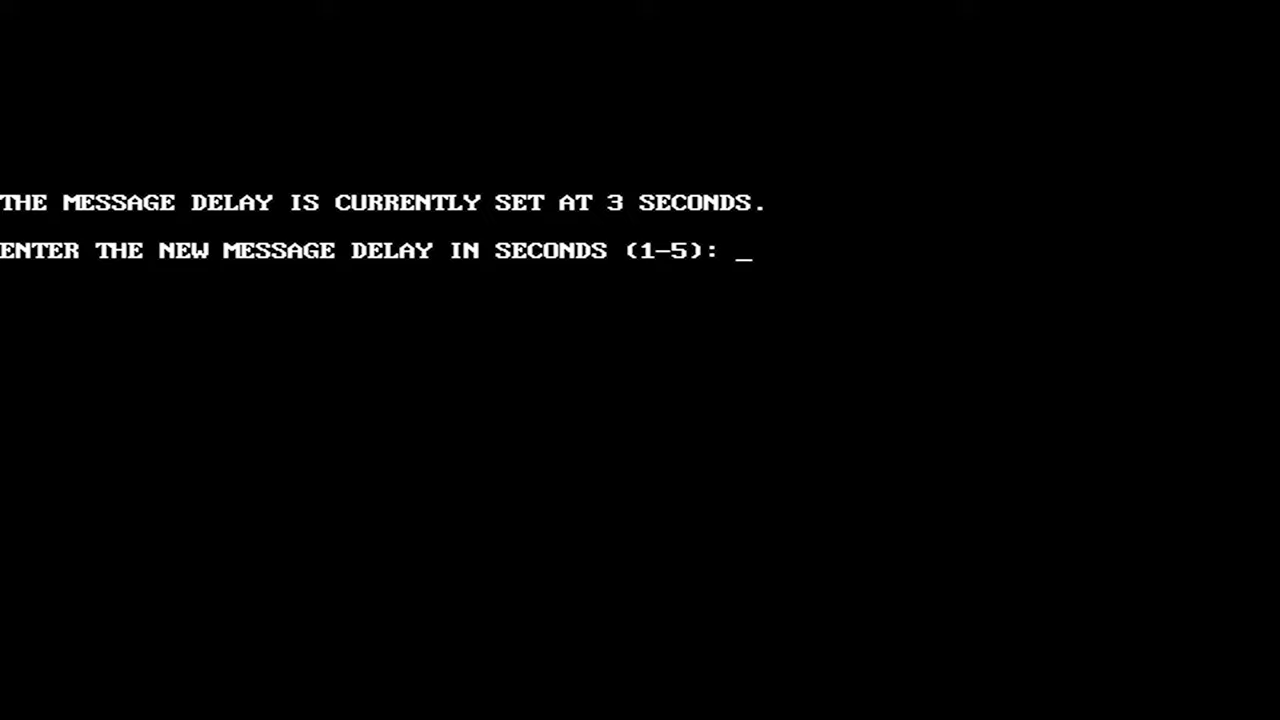 THE MESSAGE DELAY IS CURRENTLY SET AT 3 SECONDS.
ENTER THE NEW MESSAGE DELAY IN SECONDS (1-5): _